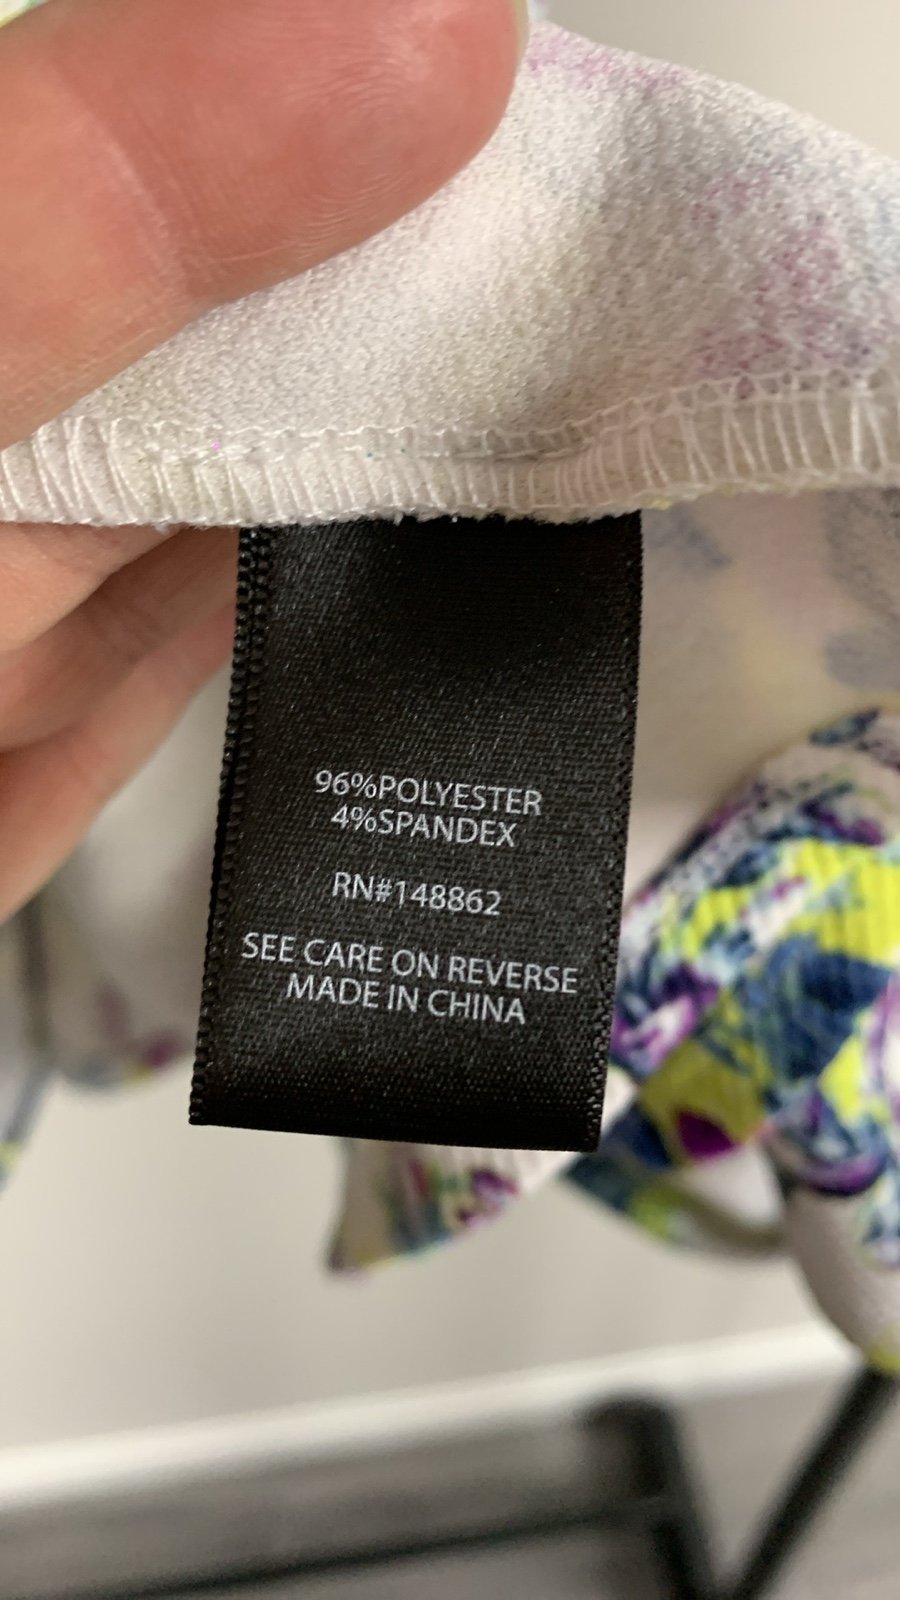 96%POLYESTER
4%SPANDEX
RN#148862
SEE CARE ON REVERSE
MADE IN CHINA